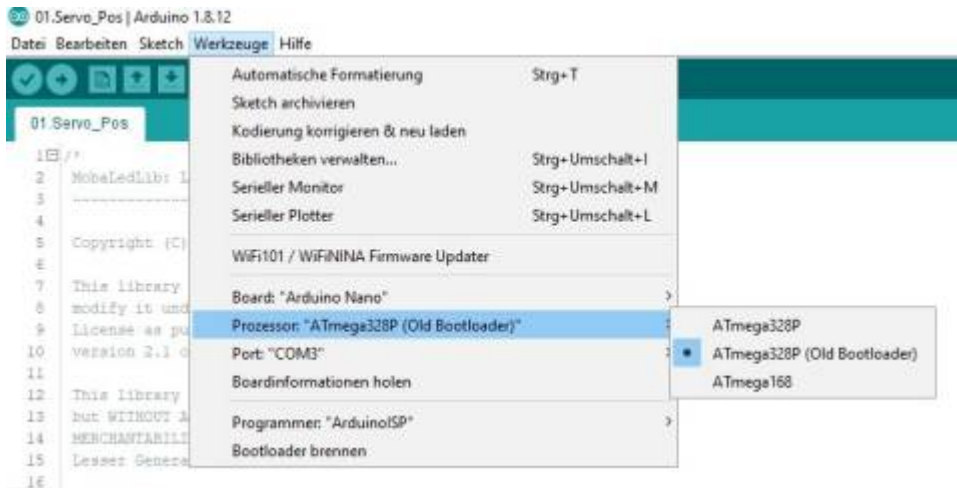 01.Servo_Pos | Arduino 1.8.12
Datei Bearbeiten Sketch Werkzeuge Hilfe
01.Servo_Pos
Automatische Formatierung Strg+T
Sketch archivieren
Kodierung korrigieren & neu laden
Bibliotheken verwalten... Strg+Umschalt+I
Serieller Monitor Strg+Umschalt+M
Serieller Plotter Strg+Umschalt+L
WiFi101 / WiFiNINA Firmware Updater
Board: "Arduino Nano"
Prozessor: "ATmega328P (Old Bootloader)"
Port: "COM3"
Boardinformationen holen
Programmer: "ArduinoISP"
Bootloader brennen
ATmega328P
ATmega328P (Old Bootloader)
ATmega168
1 /*
2 MobaLedLib: L
3 --------------
4
5 Copyright (C)
6
7 This library
8 modify it und
9 License as pu
10 version 2.1 o
11
12 This library
13 but WITHOUT A
14 MERCHANTABILI
15 Lesser Genera
16